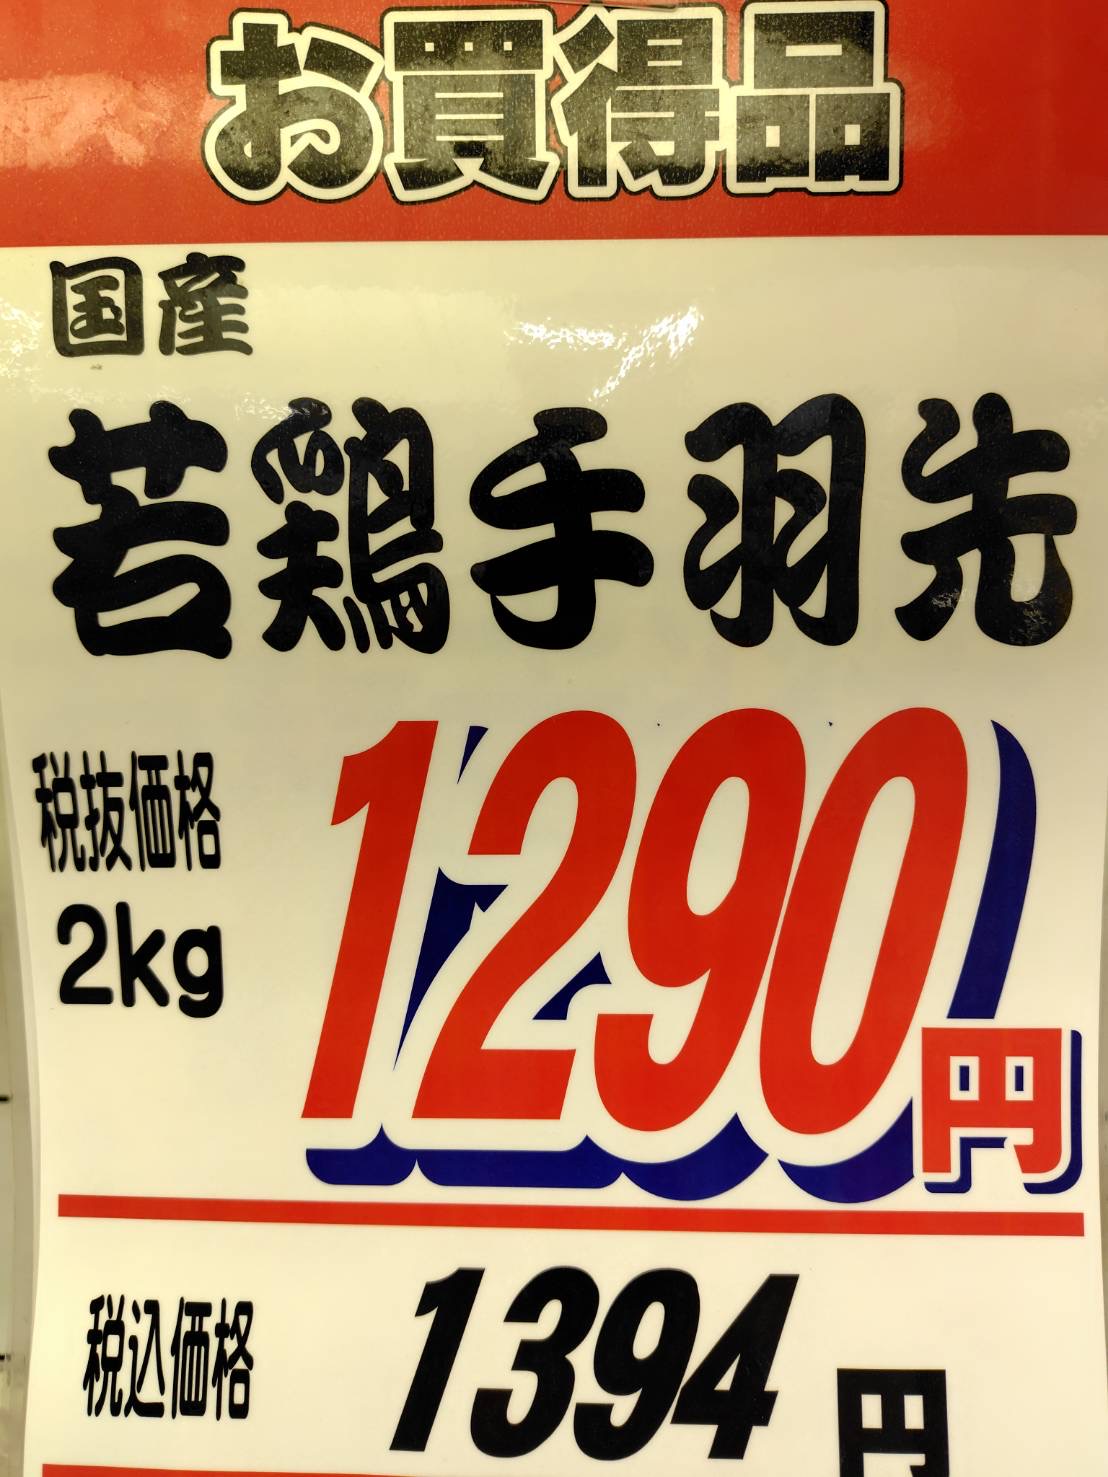 お買得品
国産
若鶏手羽先
税抜価格
2kg
1290円
税込価格
1394円